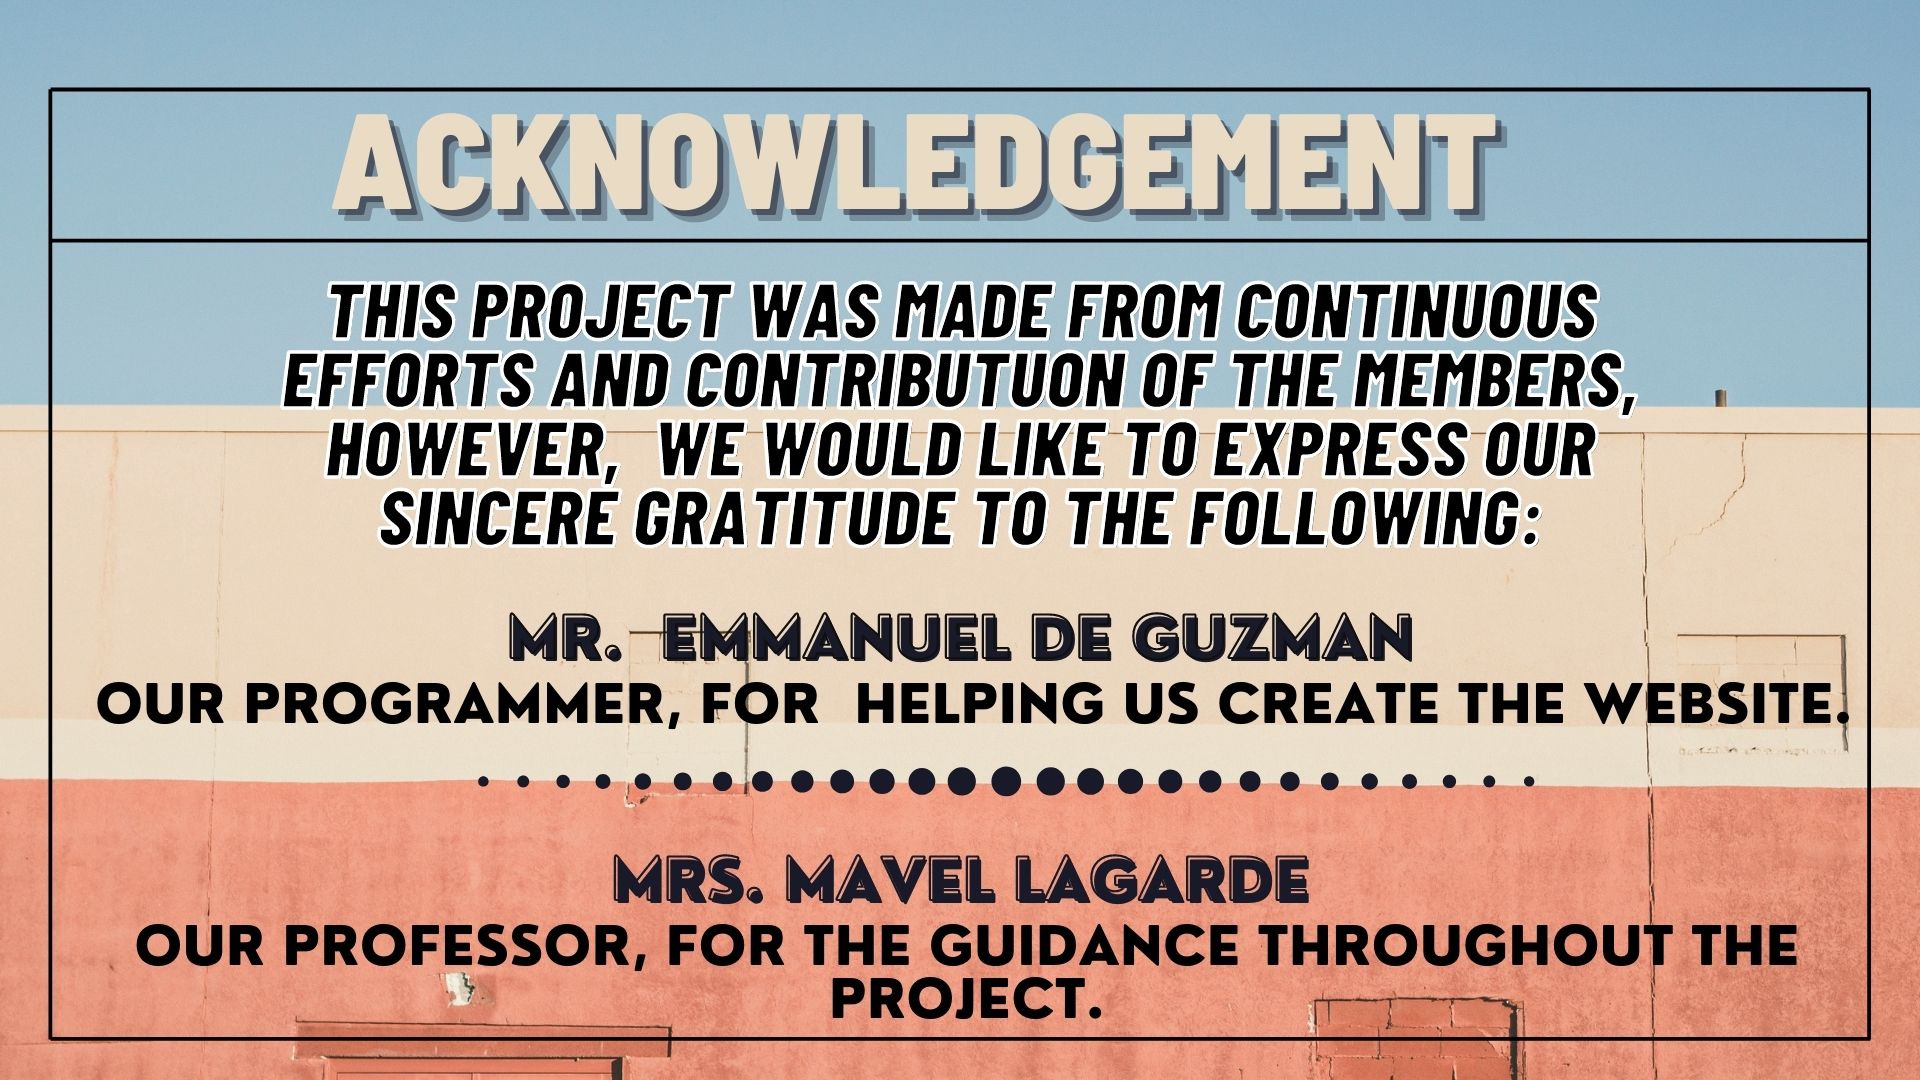 ACKNOWLEDGEMENT
THIS PROJECT WAS MADE FROM CONTINUOUS
EFFORTS AND CONTRIBUTUON OF THE MEMBERS,
HOWEVER, WE WOULD LIKE TO EXPRESS OUR
SINCERE GRATITUDE TO THE FOLLOWING:
MR. EMMANUEL DE GUZMAN
OUR PROGRAMMER, FOR HELPING US CREATE THE WEBSITE.
MRS. MAVEL LAGARDE
OUR PROFESSOR, FOR THE GUIDANCE THROUGHOUT THE
PROJECT.